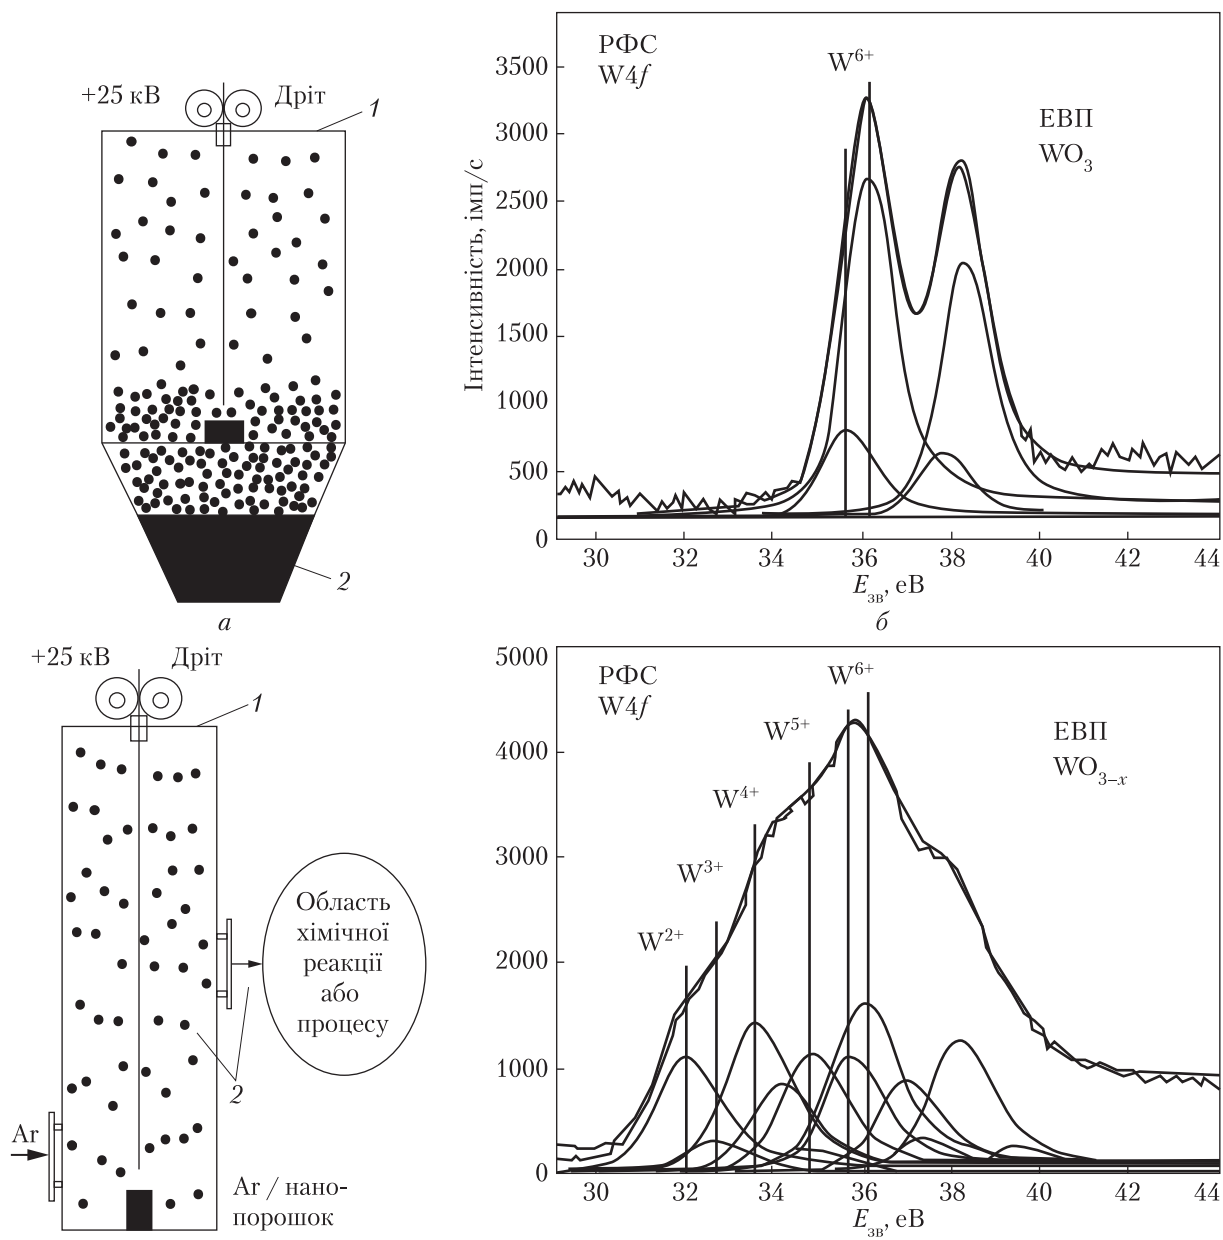 +25 кВ
Дріт
1
2
а
РФС
W4f
W⁶⁺
ЕВП
WO₃
Інтенсивність, імп/с
3500
3000
2500
2000
1500
1000
500
0
30 32 34 36 38 40 42 44
Eзв, еВ
б
+25 кВ
Дріт
1
Область
хімічної
реакції
або
процесу
2
Ar
Ar / нано-
порошок
РФС
W4f
W²⁺
W³⁺
W⁴⁺
W⁵⁺
W⁶⁺
ЕВП
WO₃₋ₓ
5000
4000
3000
2000
1000
0
30 32 34 36 38 40 42 44
Eзв, еВ